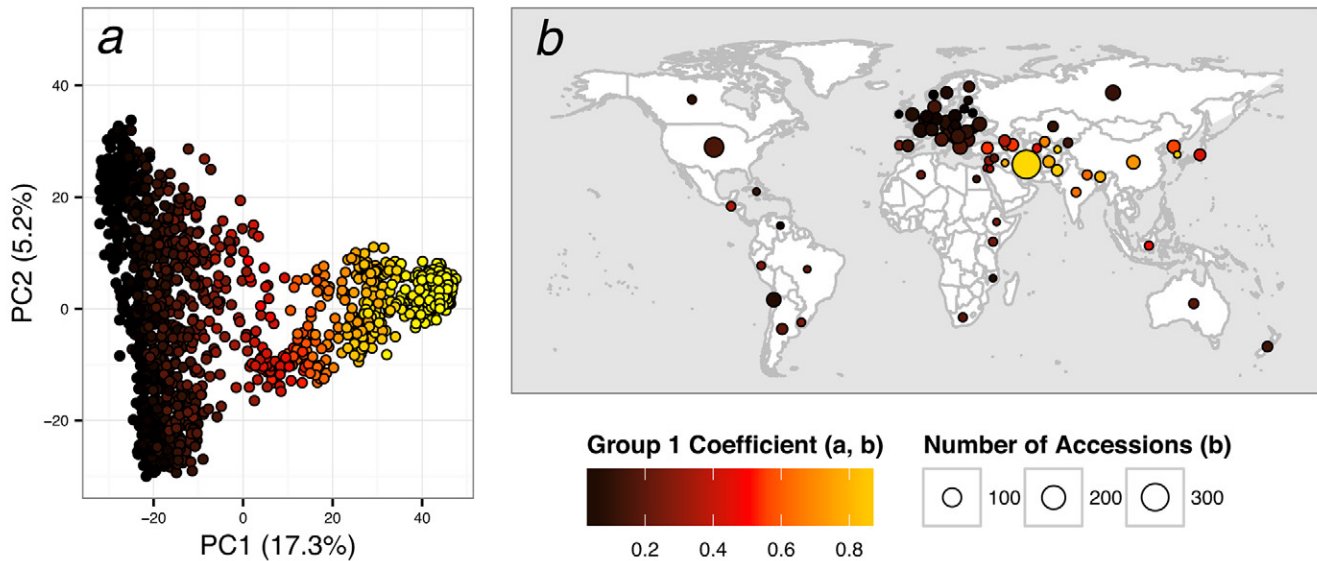 a
b
40
20
0
−20
PC2 (5.2%)
−20
0
20
40
PC1 (17.3%)
Group 1 Coefficient (a, b)
0.2
0.4
0.6
0.8
Number of Accessions (b)
100
200
300